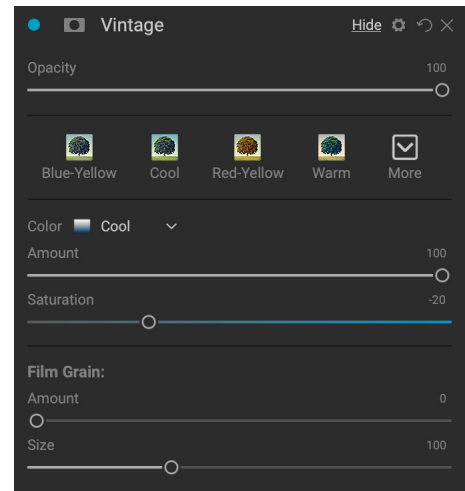 Vintage Hide
Opacity 100
Blue-Yellow Cool Red-Yellow Warm More
Color Cool
Amount 100
Saturation -20
Film Grain:
Amount 0
Size 100